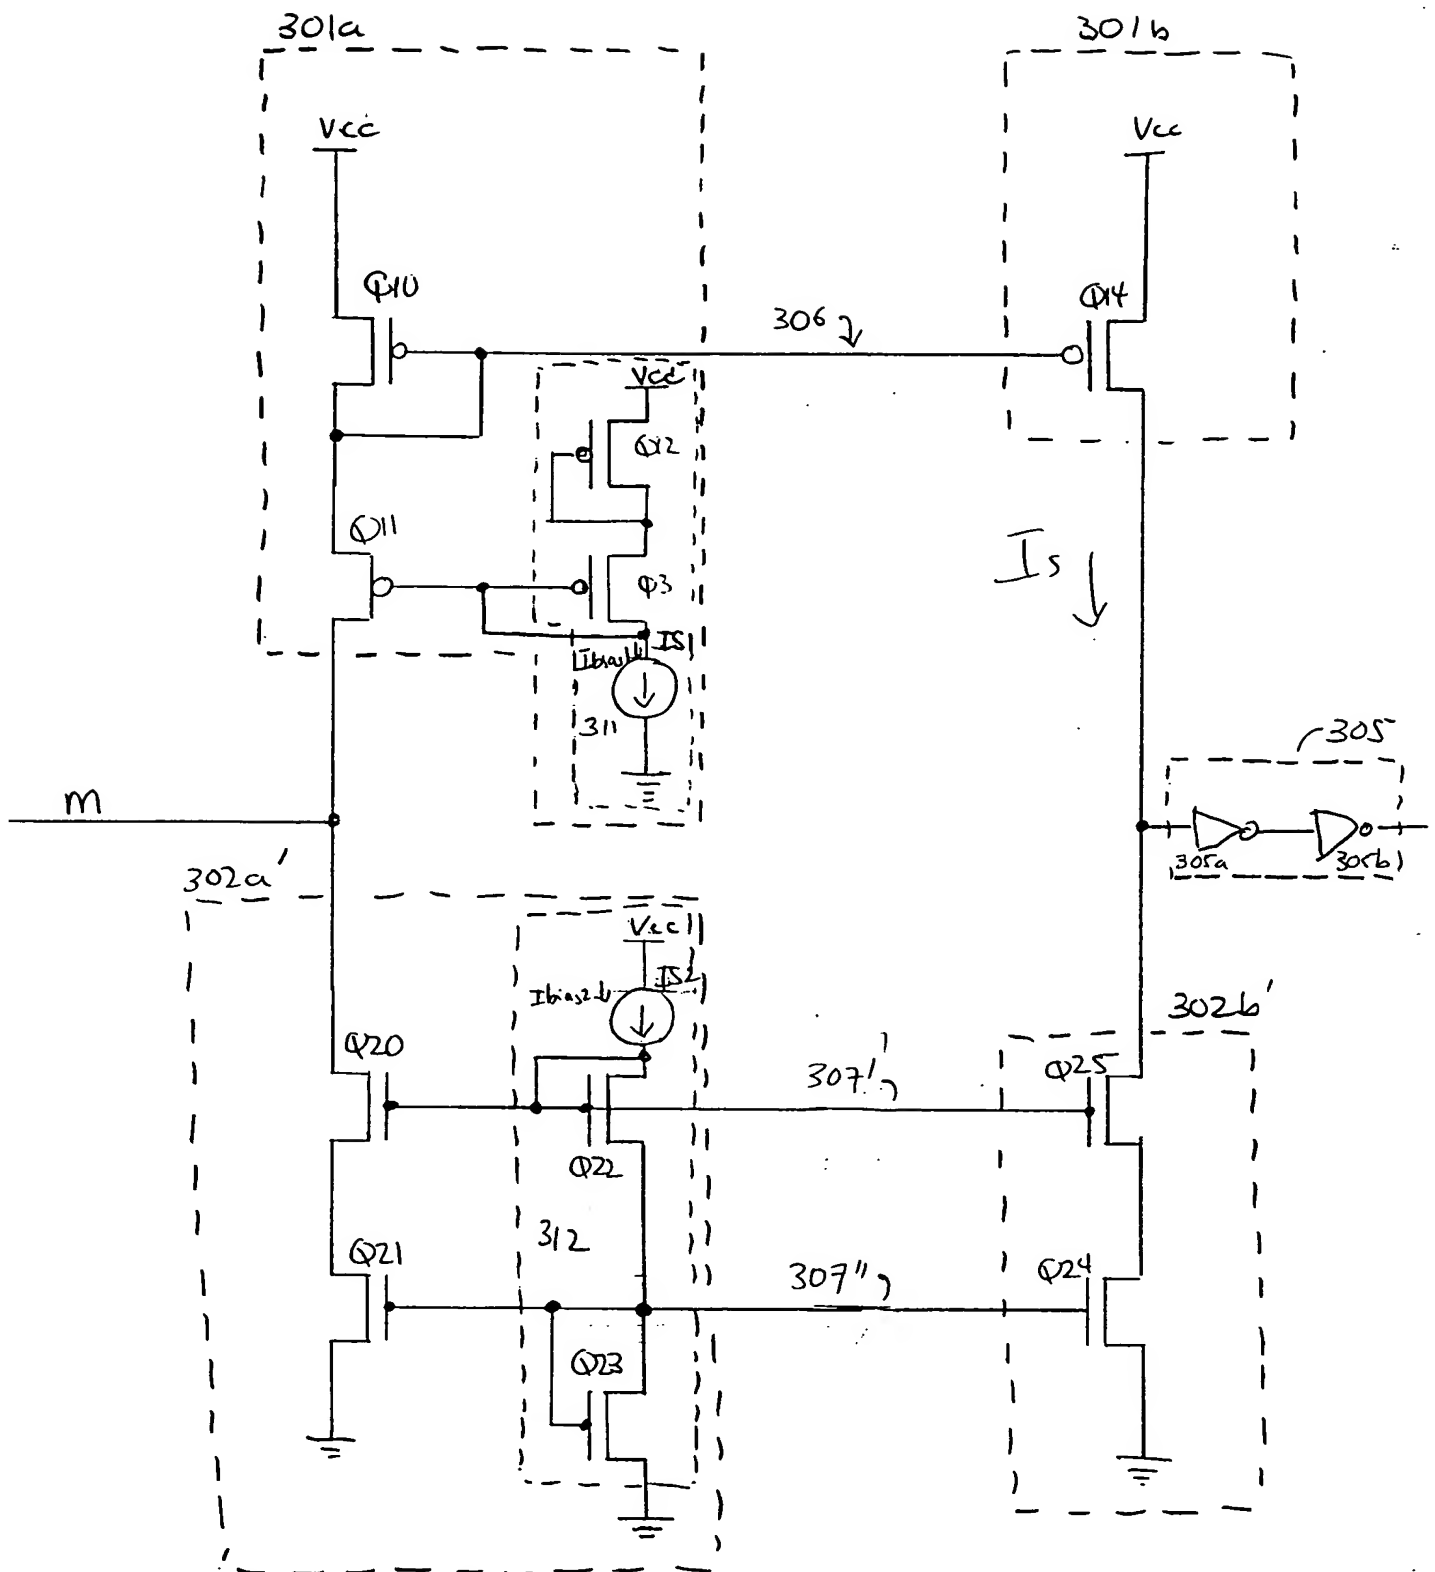 301a
301b
Vcc
Vcc
Q10
Q14
306
Vcc
Q12
Q11
Is
Q3
IS1
Ibias1
311
305
m
305a
305b
302a'
Vcc
IS2
Ibias2
302b'
Q20
307'
Q25
Q22
312
Q21
307"
Q24
Q23